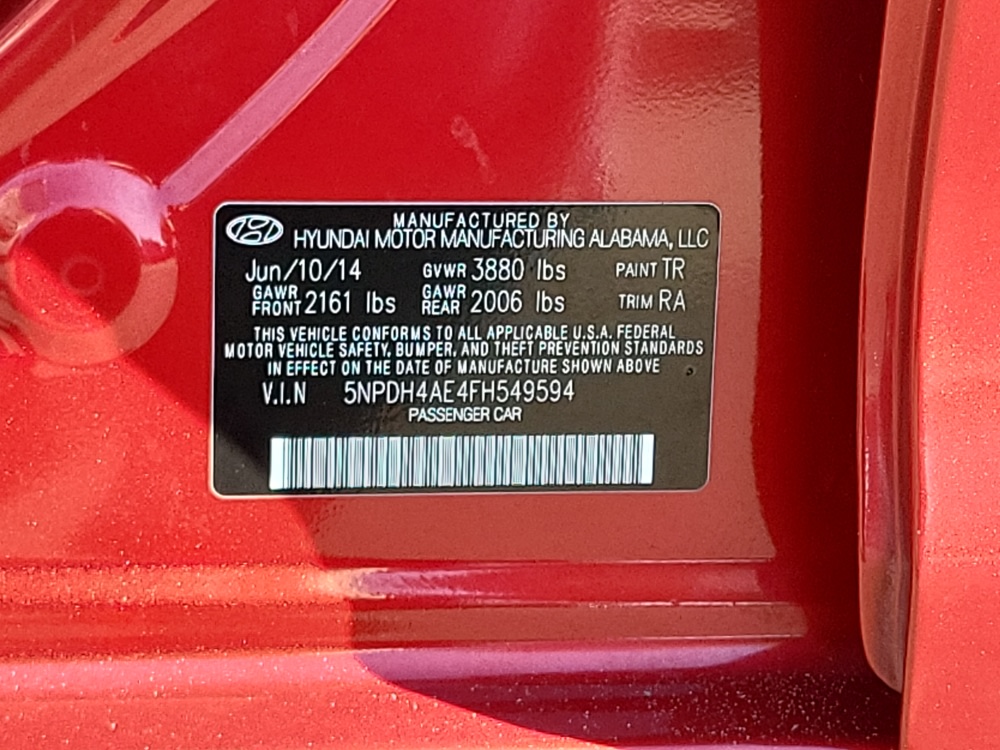 MANUFACTURED BY
HYUNDAI MOTOR MANUFACTURING ALABAMA, LLC
Jun/10/14 GVWR 3880 lbs PAINT TR
GAWR FRONT 2161 lbs GAWR REAR 2006 lbs TRIM RA
THIS VEHICLE CONFORMS TO ALL APPLICABLE U.S.A. FEDERAL
MOTOR VEHICLE SAFETY, BUMPER, AND THEFT PREVENTION STANDARDS
IN EFFECT ON THE DATE OF MANUFACTURE SHOWN ABOVE
V.I.N 5NPDH4AE4FH549594
PASSENGER CAR